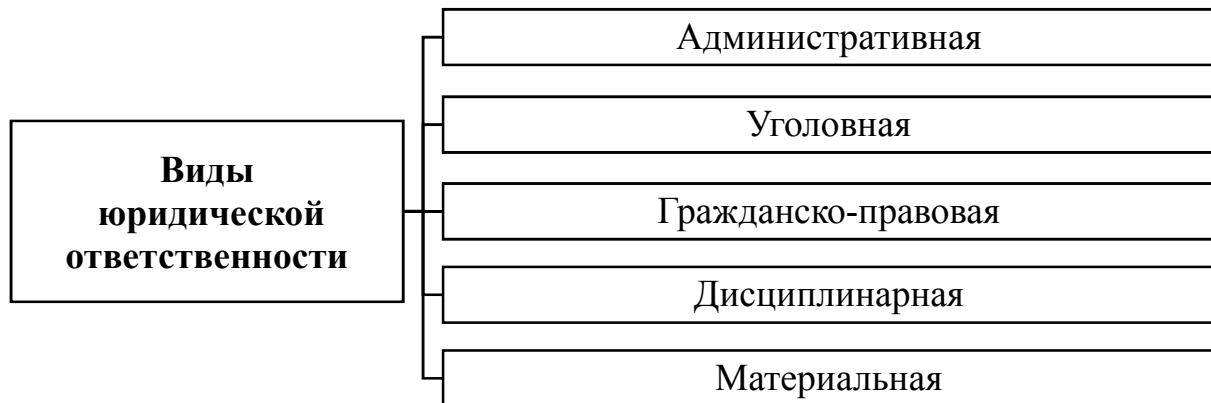 Виды
юридической
ответственности
Административная
Уголовная
Гражданско-правовая
Дисциплинарная
Материальная